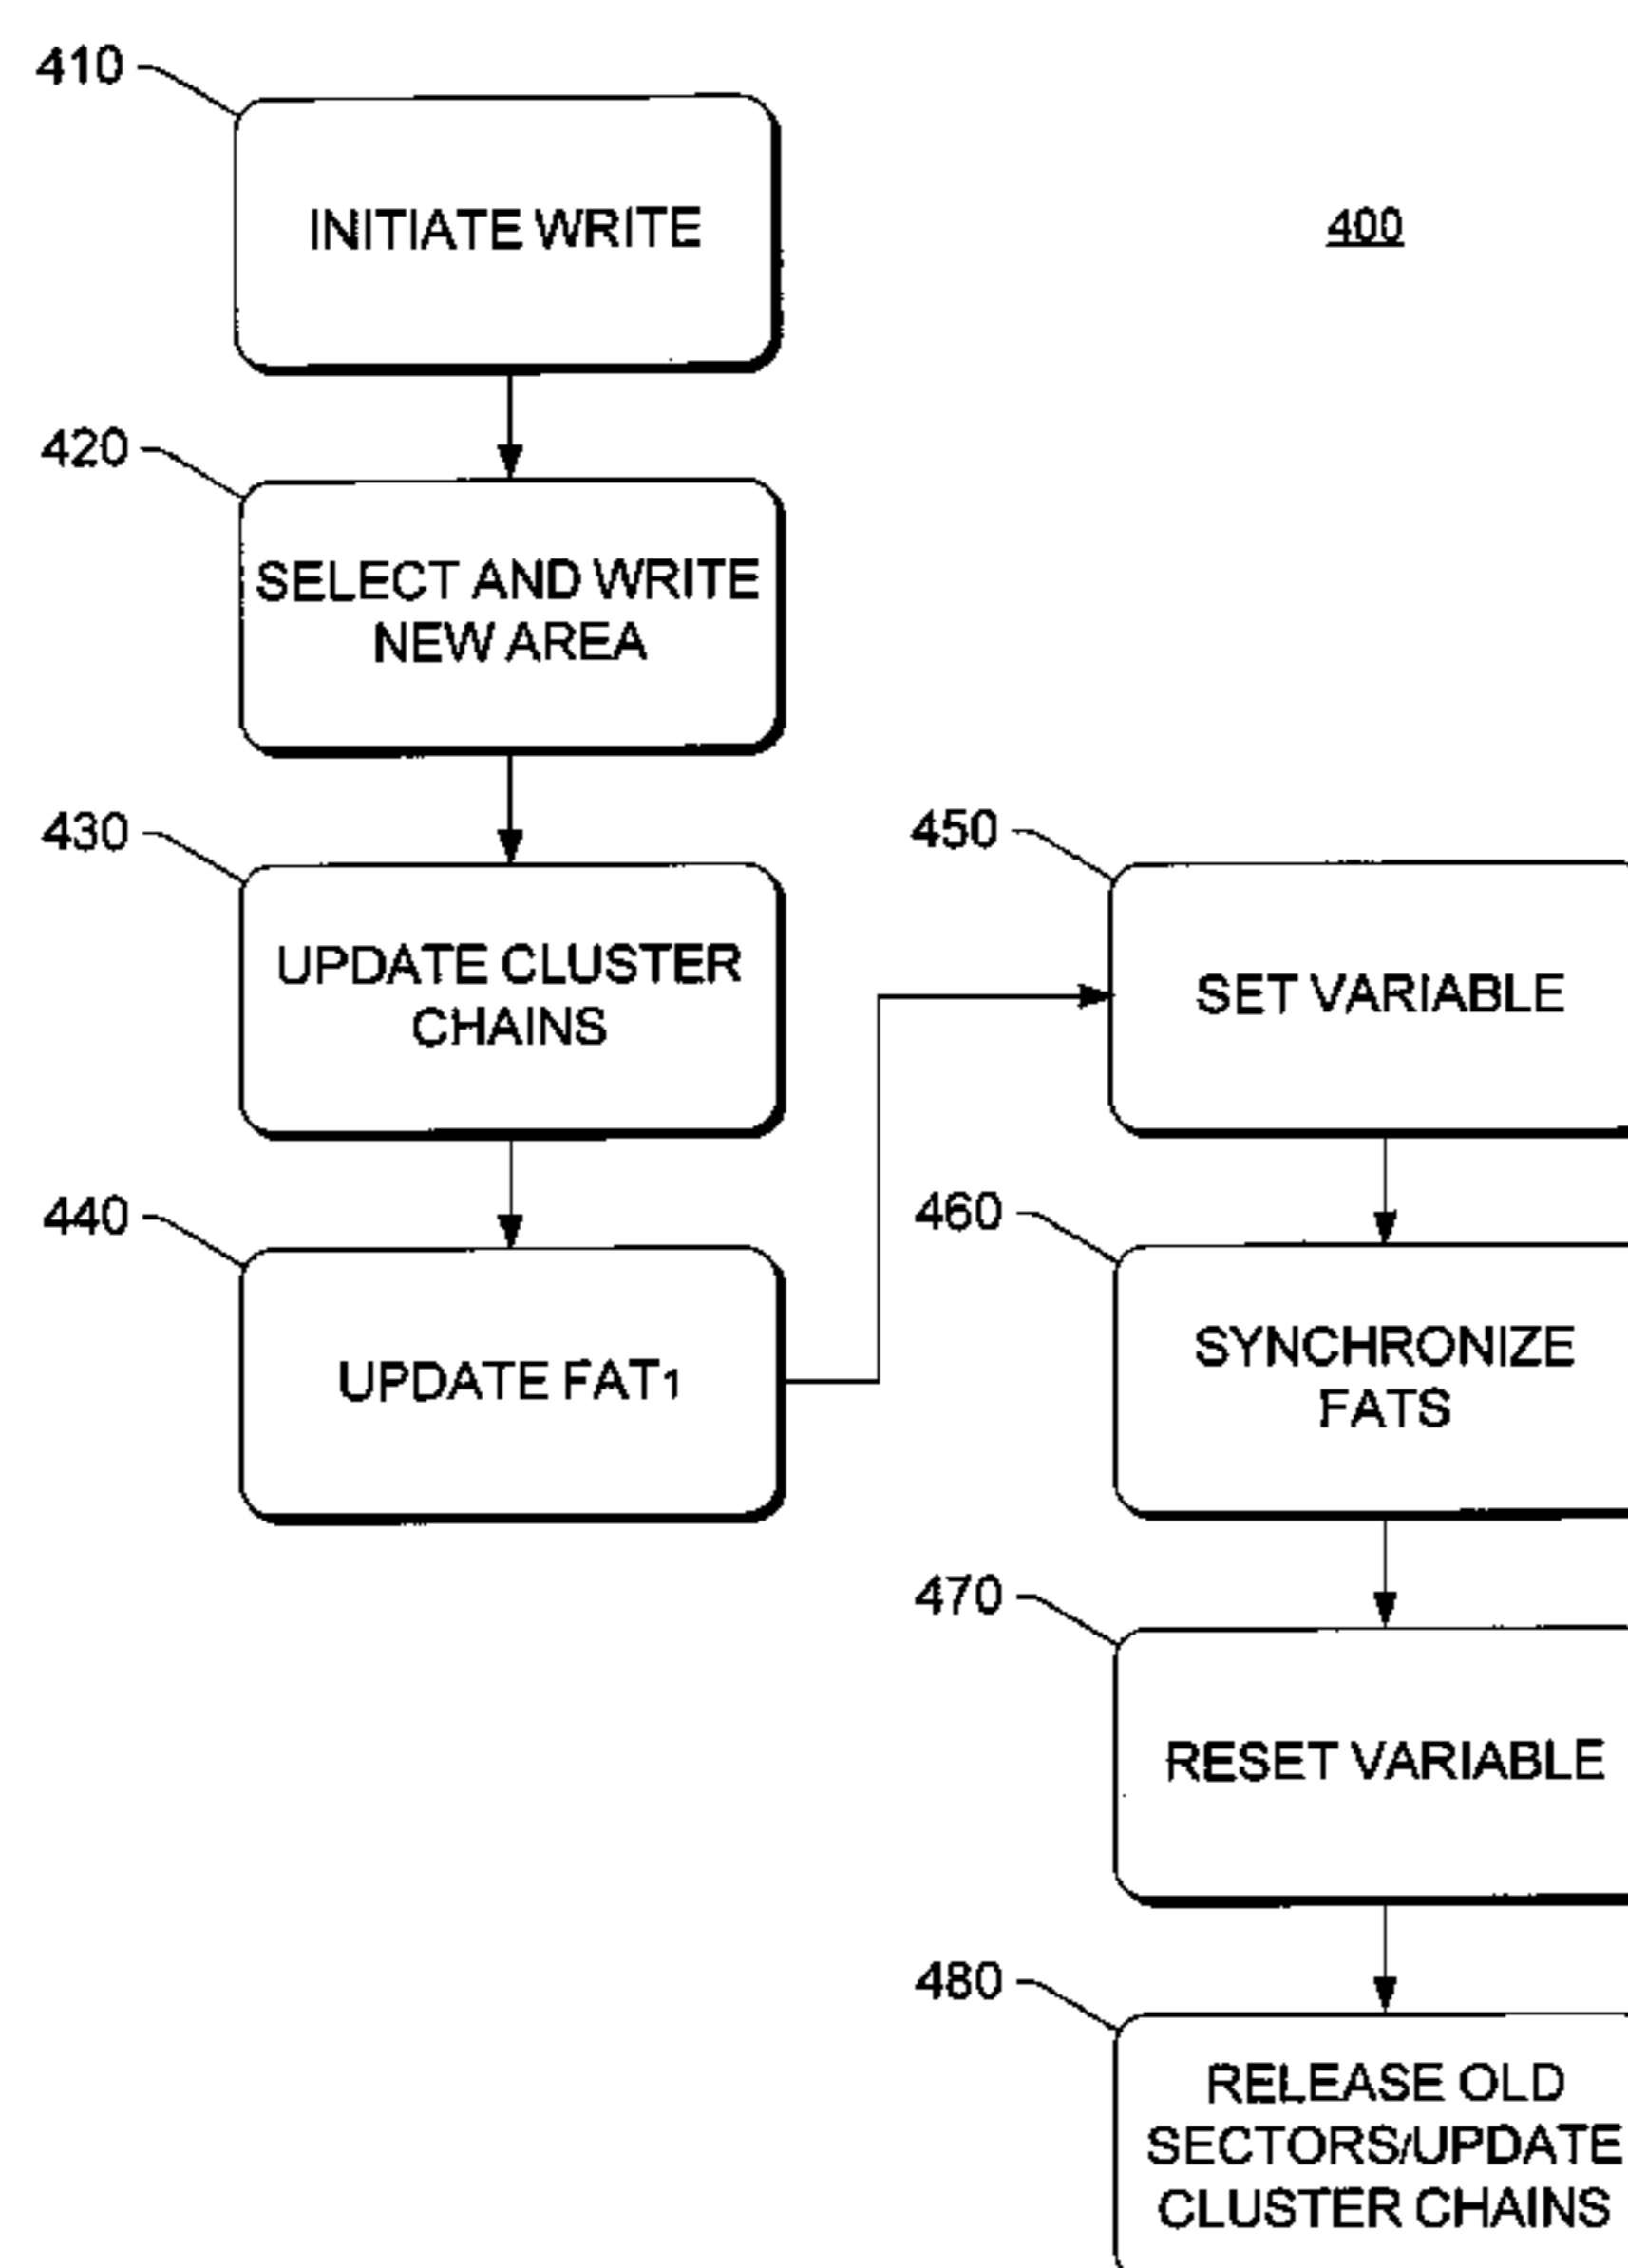 410
INITIATE WRITE
400
420
SELECT AND WRITE
NEW AREA
430
UPDATE CLUSTER
CHAINS
440
UPDATE FAT1
450
SET VARIABLE
460
SYNCHRONIZE
FATS
470
RESET VARIABLE
480
RELEASE OLD
SECTORS/UPDATE
CLUSTER CHAINS